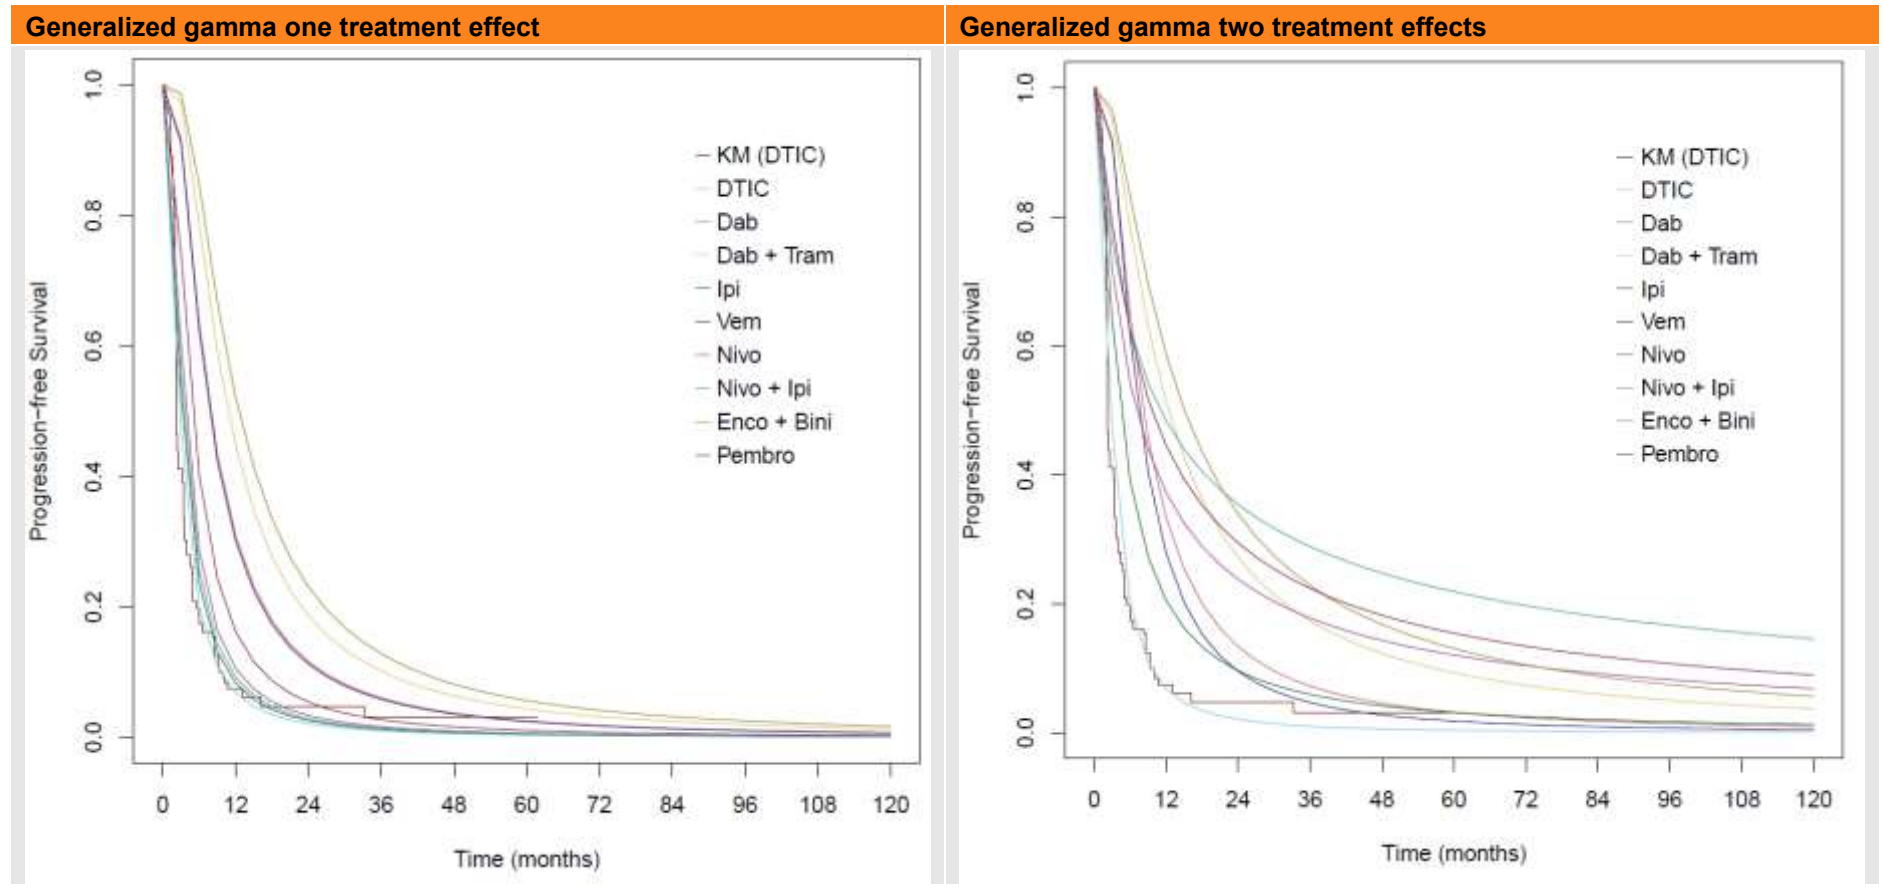 Generalized gamma one treatment effect
Generalized gamma two treatment effects
Progression-free Survival
1.0
0.8
0.6
0.4
0.2
0.0
KM (DTIC)
DTIC
Dab
Dab + Tram
Ipi
Vem
Nivo
Nivo + Ipi
Enco + Bini
Pembro
0 12 24 36 48 60 72 84 96 108 120
Time (months)
Progression-free Survival
1.0
0.8
0.6
0.4
0.2
0.0
KM (DTIC)
DTIC
Dab
Dab + Tram
Ipi
Vem
Nivo
Nivo + Ipi
Enco + Bini
Pembro
0 12 24 36 48 60 72 84 96 108 120
Time (months)